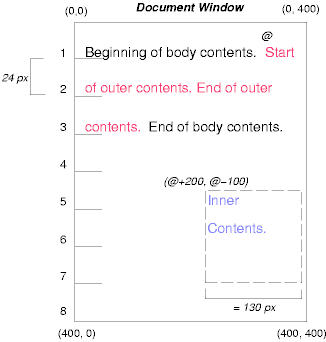 Document Window
(0,0) (0, 400)
@
1 Beginning of body contents. Start
24 px
2 of outer contents. End of outer
3 contents. End of body contents.
4
(@+200, @−100)
5 Inner
6 Contents.
7
= 130 px
8
(400, 0) (400, 400)